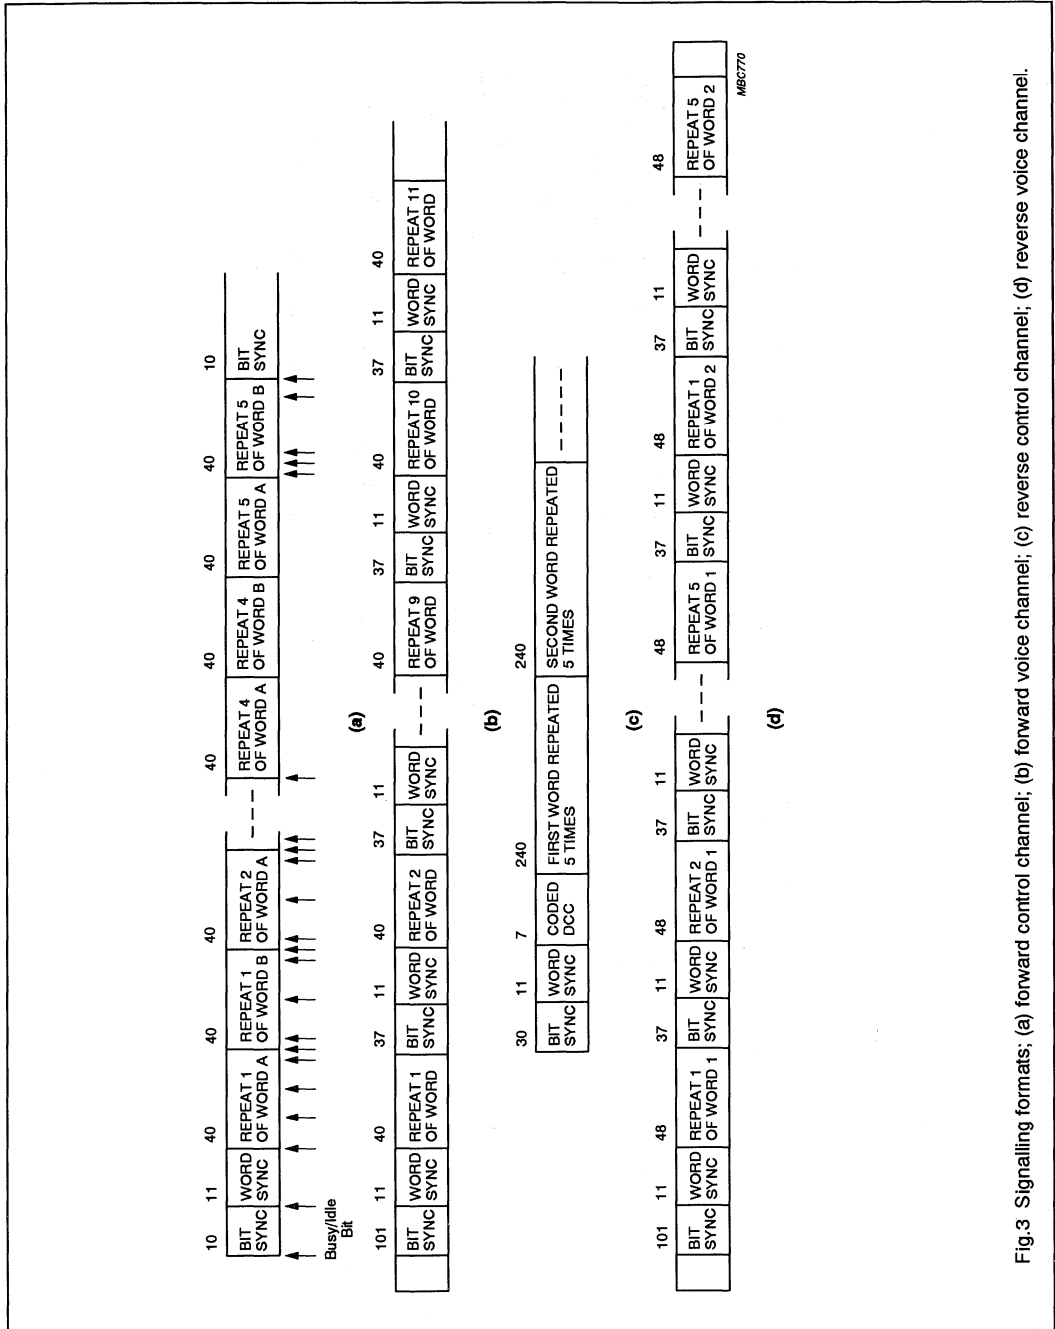 10 11 40 40 40 40 40 40 40 10
BIT SYNC WORD SYNC REPEAT 1 OF WORD A REPEAT 1 OF WORD B REPEAT 2 OF WORD A REPEAT 4 OF WORD A REPEAT 4 OF WORD B REPEAT 5 OF WORD A REPEAT 5 OF WORD B BIT SYNC
Busy/Idle
Bit
(a)
101 11 40 37 11 40 37 11 40 37 11 40 37 11 40
BIT SYNC WORD SYNC REPEAT 1 OF WORD BIT SYNC WORD SYNC REPEAT 2 OF WORD BIT SYNC WORD SYNC REPEAT 9 OF WORD BIT SYNC WORD SYNC REPEAT 10 OF WORD BIT SYNC WORD SYNC REPEAT 11 OF WORD
(b)
30 11 7 240 240
BIT SYNC WORD SYNC CODED DCC FIRST WORD REPEATED 5 TIMES SECOND WORD REPEATED 5 TIMES
(c)
101 11 48 37 11 48 37 11 48 37 11 48 37 11 48
BIT SYNC WORD SYNC REPEAT 1 OF WORD 1 BIT SYNC WORD SYNC REPEAT 2 OF WORD 1 BIT SYNC WORD SYNC REPEAT 5 OF WORD 1 BIT SYNC WORD SYNC REPEAT 1 OF WORD 2 BIT SYNC WORD SYNC REPEAT 5 OF WORD 2
MBC770
(d)
Fig.3 Signalling formats; (a) forward control channel; (b) forward voice channel; (c) reverse control channel; (d) reverse voice channel.